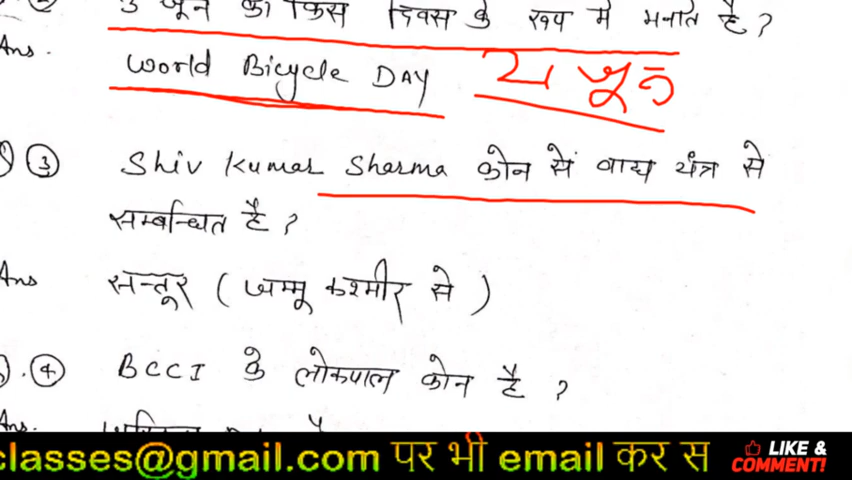 3 जून को किस दिवस के रूप में मनाते है?
Ans.
World Bicycle DAY
जून
③ Shiv Kumar Sharma कोन सें वाद्य यंत्र से
सम्बन्धित है?
Ans सन्तूर (जम्मू कश्मीर से)
④ BCCI के लोकपाल कोन है?
Ans.
classes@gmail.com पर भी email कर स
LIKE &
COMMENT!